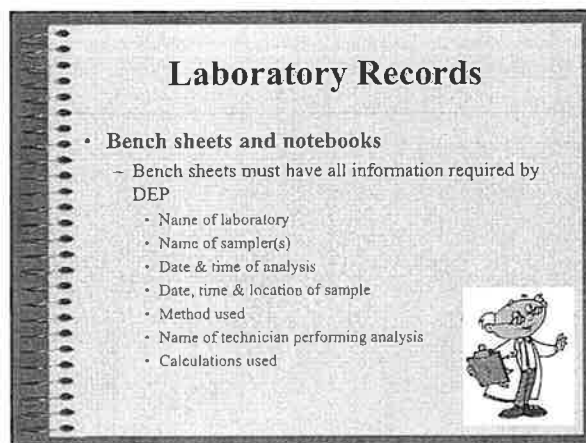 Laboratory Records
• Bench sheets and notebooks
– Bench sheets must have all information required by
DEP
• Name of laboratory
• Name of sampler(s)
• Date & time of analysis
• Date, time & location of sample
• Method used
• Name of technician performing analysis
• Calculations used